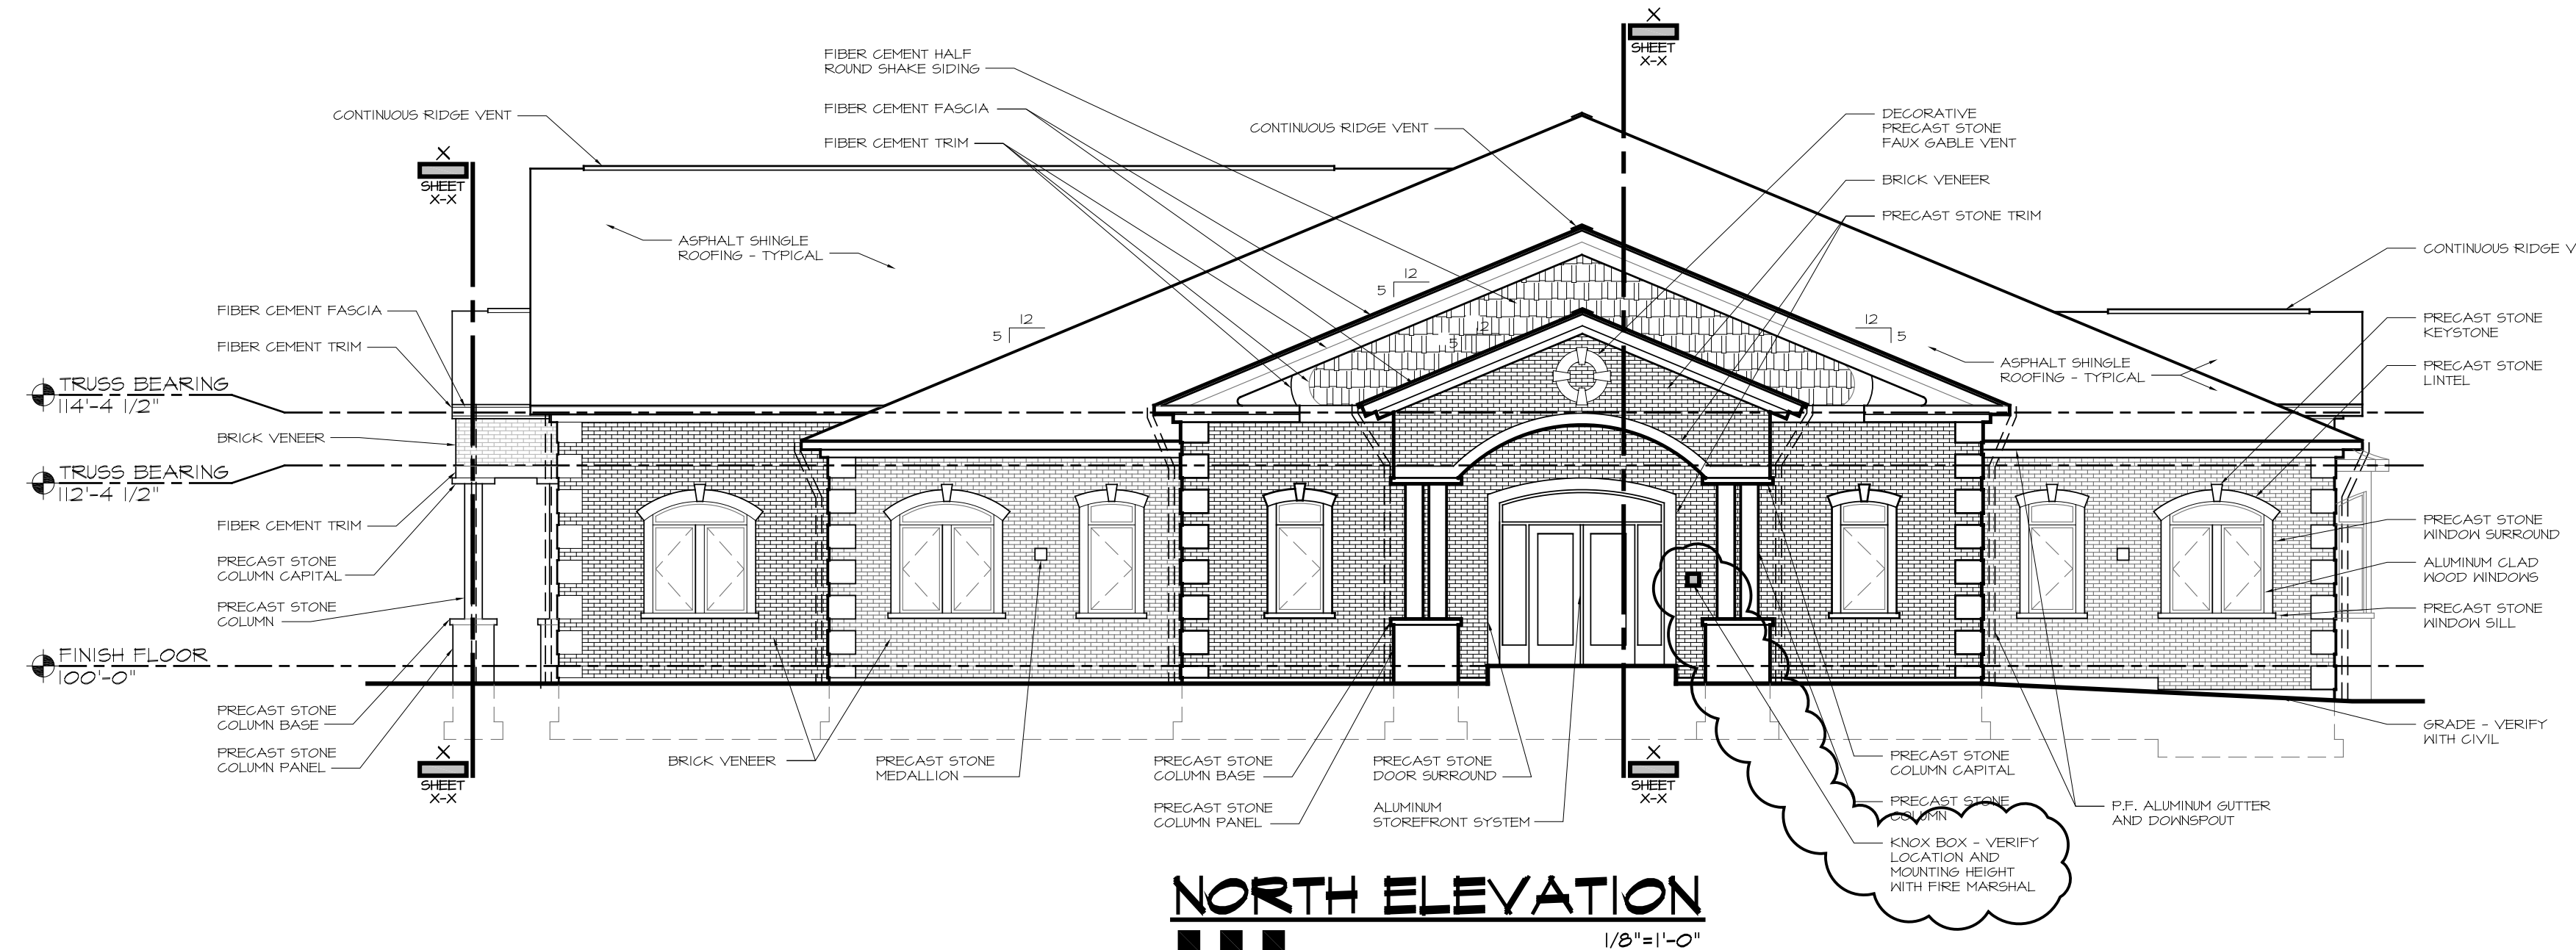 X
SHEET
X-X
FIBER CEMENT HALF
ROUND SHAKE SIDING
FIBER CEMENT FASCIA
FIBER CEMENT TRIM
CONTINUOUS RIDGE VENT
CONTINUOUS RIDGE VENT
DECORATIVE
PRECAST STONE
FAUX GABLE VENT
BRICK VENEER
PRECAST STONE TRIM
X
SHEET
X-X
ASPHALT SHINGLE
ROOFING - TYPICAL
CONTINUOUS RIDGE V
12
5
12
5
12
5
12
5
FIBER CEMENT FASCIA
FIBER CEMENT TRIM
TRUSS BEARING
114'-4 1/2"
BRICK VENEER
TRUSS BEARING
112'-4 1/2"
FIBER CEMENT TRIM
PRECAST STONE
COLUMN CAPITAL
PRECAST STONE
COLUMN
FINISH FLOOR
100'-0"
PRECAST STONE
COLUMN BASE
PRECAST STONE
COLUMN PANEL
ASPHALT SHINGLE
ROOFING - TYPICAL
PRECAST STONE
KEYSTONE
PRECAST STONE
LINTEL
PRECAST STONE
WINDOW SURROUND
ALUMINUM CLAD
WOOD WINDOWS
PRECAST STONE
WINDOW SILL
GRADE - VERIFY
WITH CIVIL
X
SHEET
X-X
BRICK VENEER
PRECAST STONE
MEDALLION
PRECAST STONE
COLUMN BASE
PRECAST STONE
COLUMN PANEL
PRECAST STONE
DOOR SURROUND
ALUMINUM
STOREFRONT SYSTEM
X
SHEET
X-X
PRECAST STONE
COLUMN CAPITAL
PRECAST STONE
COLUMN
KNOX BOX - VERIFY
LOCATION AND
MOUNTING HEIGHT
WITH FIRE MARSHAL
P.F. ALUMINUM GUTTER
AND DOWNSPOUT
NORTH ELEVATION
1/8"=1'-0"